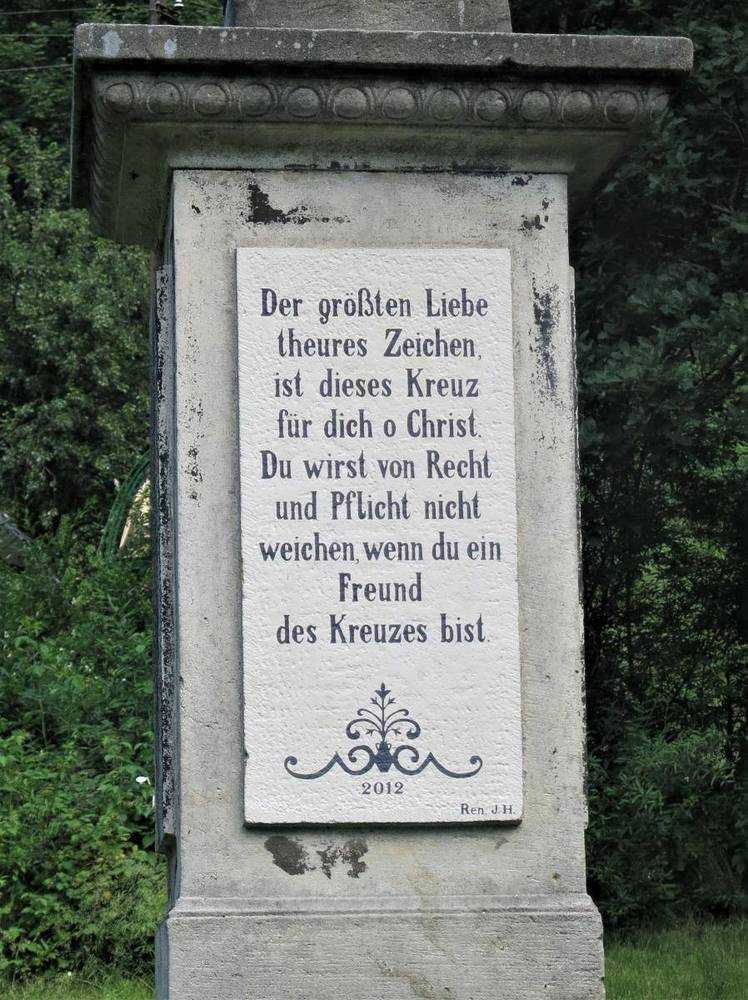 Der größten Liebe
theures Zeichen,
ist dieses Kreuz
für dich o Christ.
Du wirst von Recht
und Pflicht nicht
weichen, wenn du ein
Freund
des Kreuzes bist.
2012
Ren. J.H.